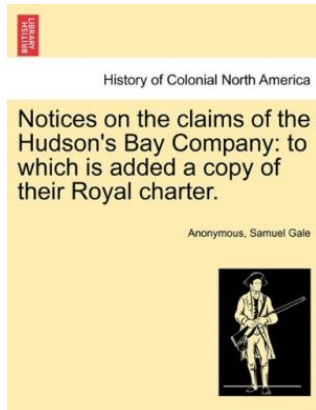 BRITISH
LIBRARY
History of Colonial North America
Notices on the claims of the
Hudson's Bay Company: to
which is added a copy of
their Royal charter.
Anonymous, Samuel Gale